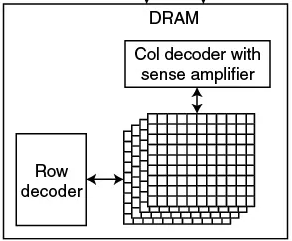 DRAM
Col decoder with
sense amplifier
Row
decoder